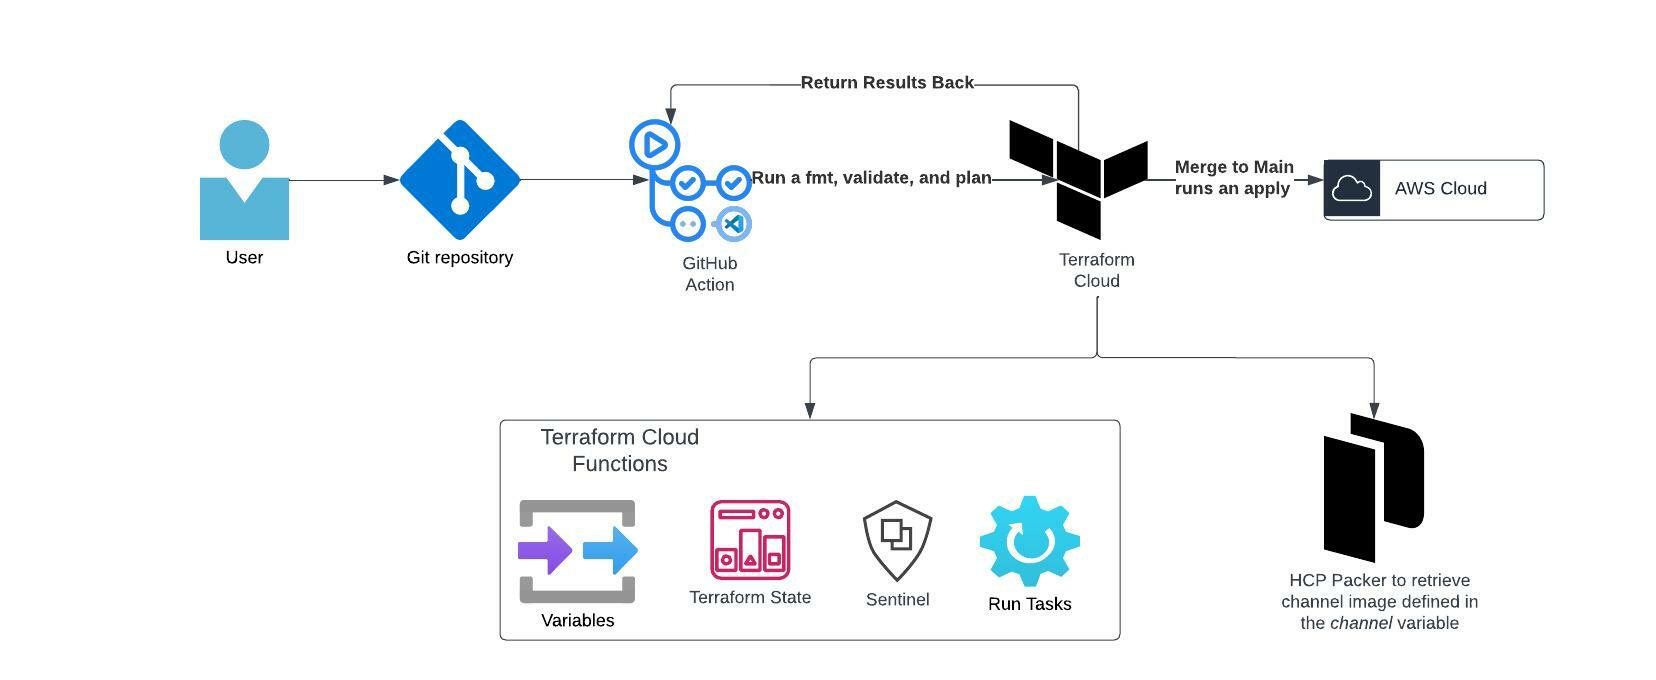 Return Results Back
Run a fmt, validate, and plan
Merge to Main
runs an apply
AWS Cloud
User
Git repository
GitHub
Action
Terraform
Cloud
Terraform Cloud
Functions
Variables
Terraform State
Sentinel
Run Tasks
HCP Packer to retrieve
channel image defined in
the channel variable